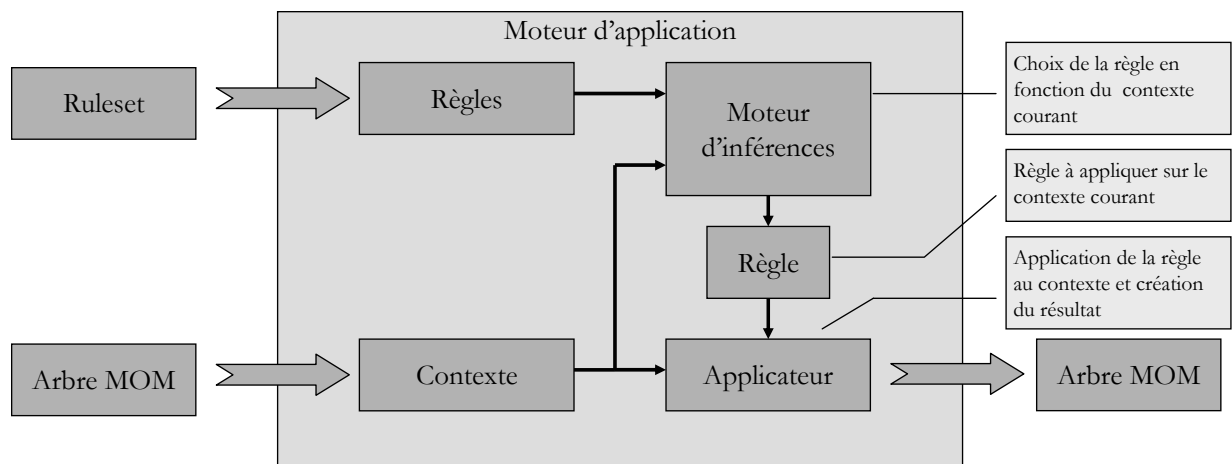 Moteur d'application
Ruleset
Règles
Moteur
d'inférences
Choix de la règle en
fonction du contexte
courant
Règle à appliquer sur le
contexte courant
Règle
Application de la règle
au contexte et création
du résultat
Arbre MOM
Contexte
Applicateur
Arbre MOM